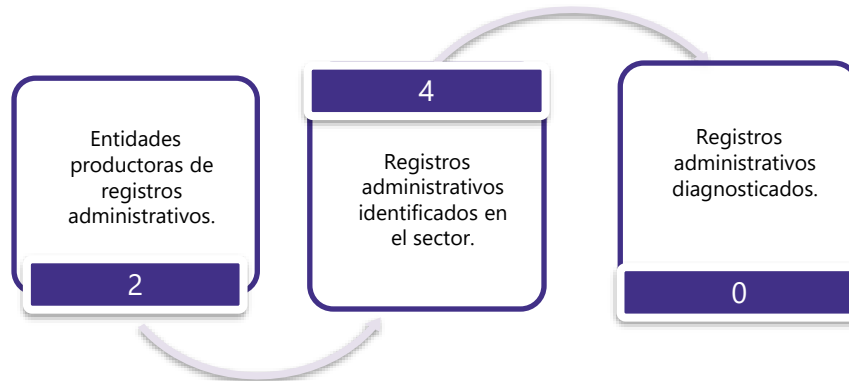 Entidades
productoras de
registros
administrativos.
2
4
Registros
administrativos
identificados en
el sector.
Registros
administrativos
diagnosticados.
0